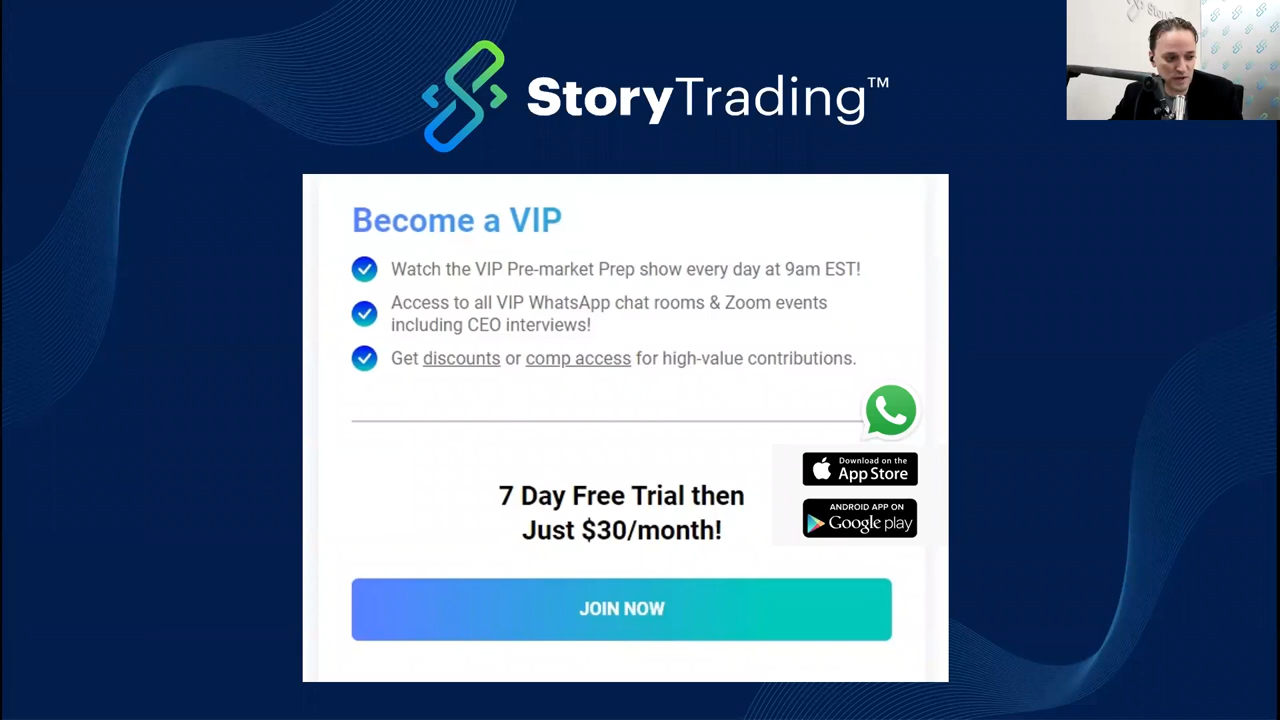 StoryTrading™
Become a VIP
Watch the VIP Pre-market Prep show every day at 9am EST!
Access to all VIP WhatsApp chat rooms & Zoom events
including CEO interviews!
Get discounts or comp access for high-value contributions.
Download on the
App Store
ANDROID APP ON
Google play
7 Day Free Trial then
Just $30/month!
JOIN NOW